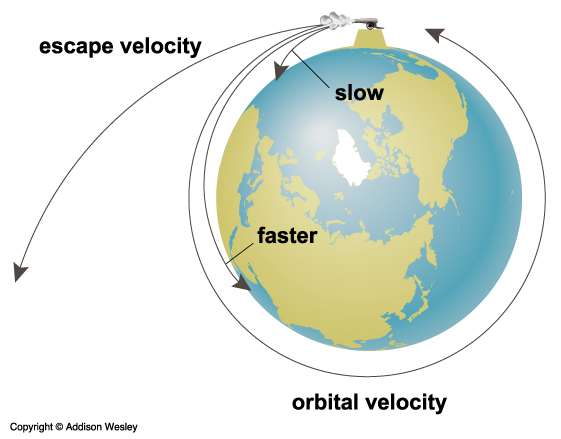 escape velocity
slow
faster
orbital velocity
Copyright © Addison Wesley